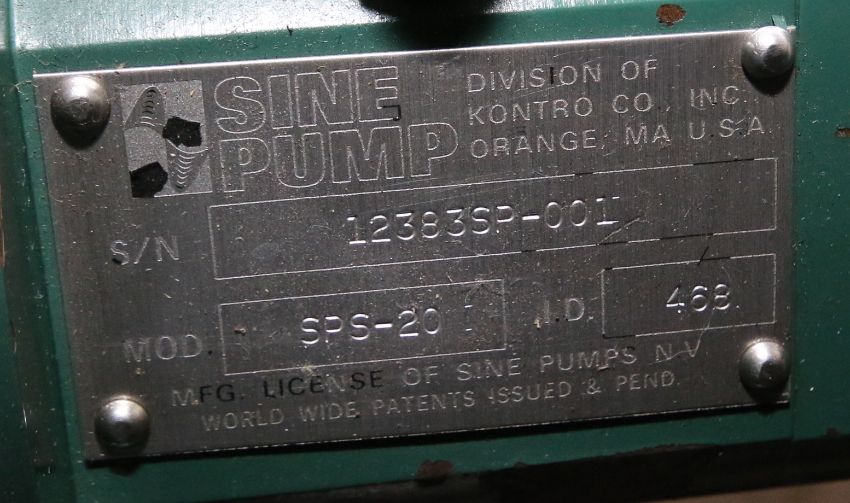 SINE PUMP
DIVISION OF
KONTRO CO., INC.
ORANGE, MA U.S.A.
S/N 12383SP-001
MOD. SPS-20 I.D. 468
MFG. LICENSE OF SINE PUMPS N.V.
WORLD WIDE PATENTS ISSUED & PEND.